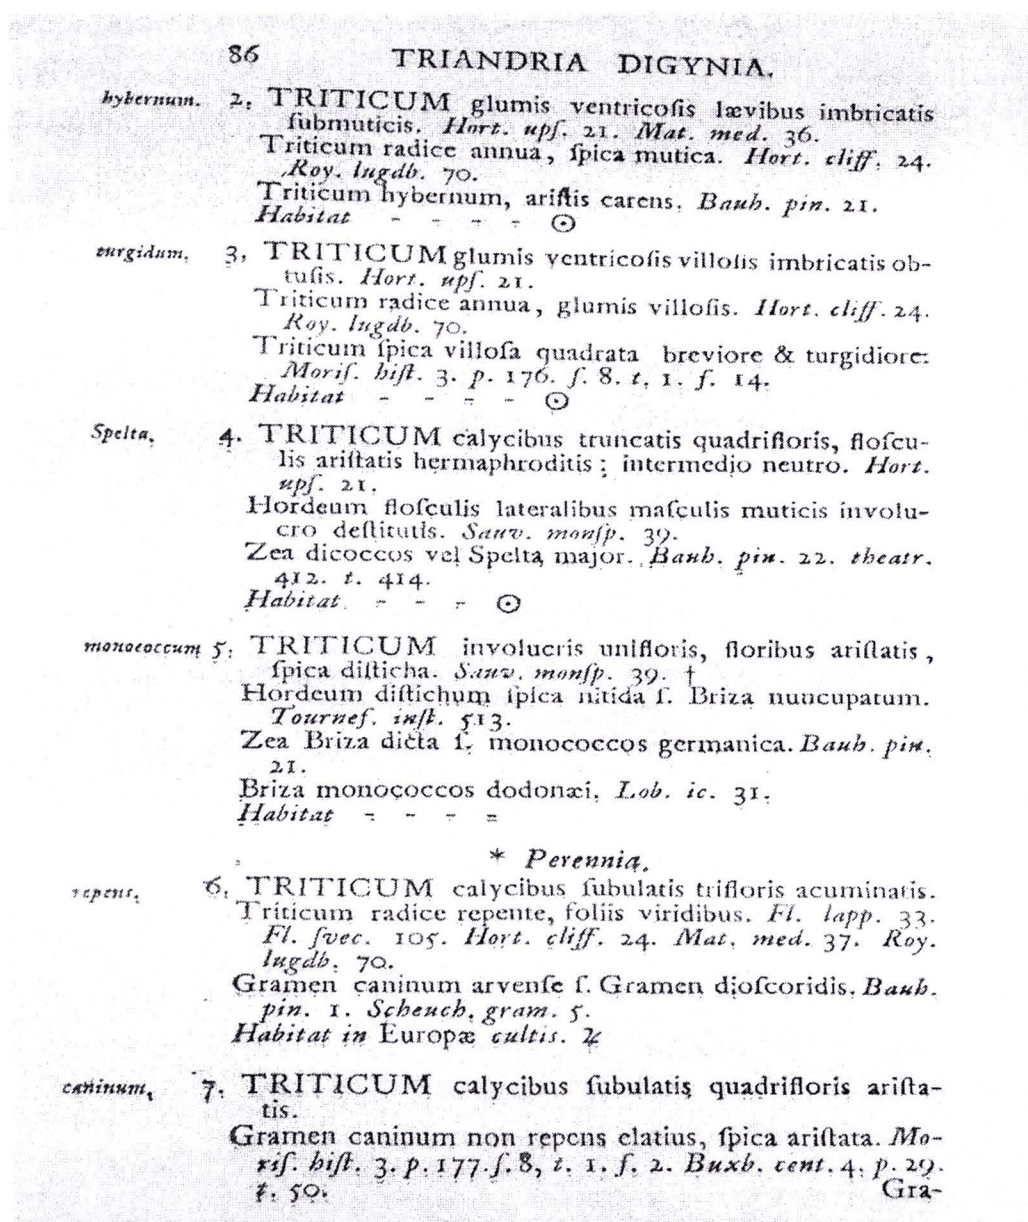 86 TRIANDRIA DIGYNIA.
hybernum. 2. TRITICUM glumis ventricoſis lævibus imbricatis
ſubmuticis. Hort. upſ. 21. Mat. med. 36.
Triticum radice annua, ſpica mutica. Hort. cliff. 24.
Roy. lugdb. 70.
Triticum hybernum, ariſtis carens. Bauh. pin. 21.
Habitat - - - - ☉
turgidum. 3, TRITICUM glumis ventricoſis villoſis imbricatis ob-
tuſis. Hort. upſ. 21.
Triticum radice annua, glumis villoſis. Hort. cliff. 24.
Roy. lugdb. 70.
Triticum ſpica villoſa quadrata breviore & turgidiore:
Moriſ. hiſt. 3. p. 176. ſ. 8. t. 1. f. 14.
Habitat - - - - ☉
Spelta. 4. TRITICUM calycibus truncatis quadrifloris, floſcu-
lis ariſtatis hermaphroditis; intermedio neutro. Hort.
upſ. 21.
Hordeum floſculis lateralibus maſculis muticis involu-
cro deſtitutis. Sauv. monſp. 39.
Zea dicoccos vel Spelta major. Bauh. pin. 22. theatr.
412. t. 414.
Habitat - - - ☉
monococcum 5. TRITICUM involucris unifloris, floribus ariſtatis,
ſpica diſticha. Sauv. monſp. 39. †
Hordeum diſtichum ſpica nitida ſ. Briza nuncupatum.
Tournef. inſt. 513.
Zea Briza dicta ſ. monococcos germanica. Bauh. pin.
21.
Briza monococcos dodonæi. Lob. ic. 31.
Habitat - - - =
* Perennia.
repens. 6. TRITICUM calycibus ſubulatis trifloris acuminatis.
Triticum radice repente, foliis viridibus. Fl. lapp. 33.
Fl. ſvec. 105. Hort. cliff. 24. Mat. med. 37. Roy.
lugdb. 70.
Gramen caninum arvenſe ſ. Gramen dioſcoridis. Bauh.
pin. 1. Scheuch. gram. 5.
Habitat in Europæ cultis. ♃
caninum. 7. TRITICUM calycibus ſubulatis quadrifloris ariſta-
tis.
Gramen caninum non repens elatius, ſpica ariſtata. Mo-
riſ. hiſt. 3. p. 177. ſ. 8, t. 1. f. 2. Buxb. cent. 4. p. 29.
t. 50.
Gra-